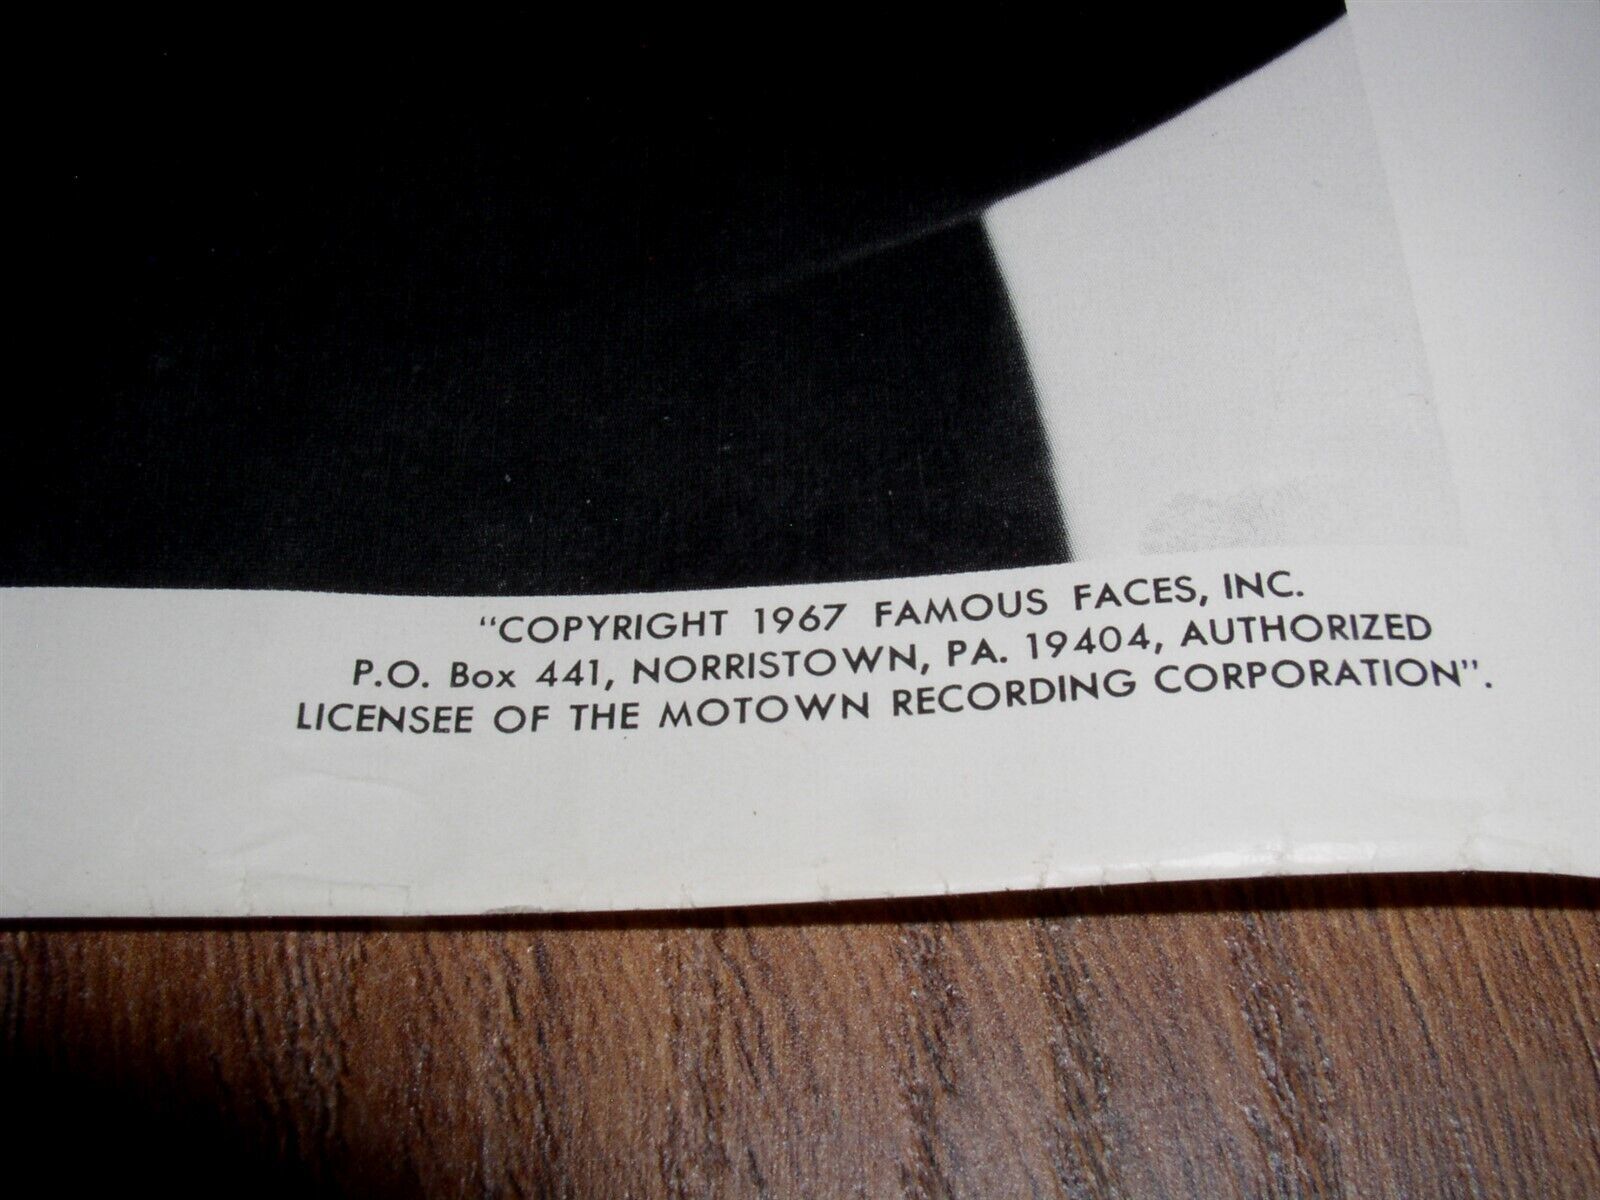 "COPYRIGHT 1967 FAMOUS FACES, INC.
P.O. Box 441, NORRISTOWN, PA. 19404, AUTHORIZED
LICENSEE OF THE MOTOWN RECORDING CORPORATION".